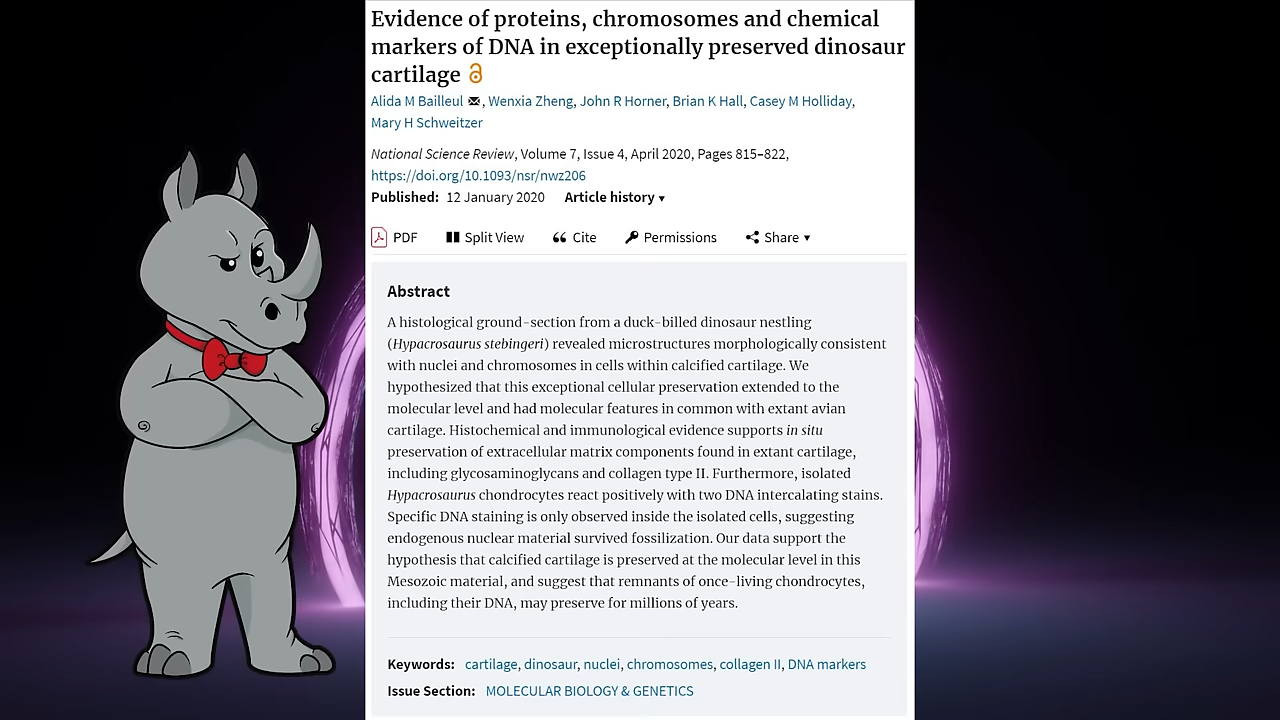 Evidence of proteins, chromosomes and chemical
markers of DNA in exceptionally preserved dinosaur
cartilage
Alida M Bailleul, Wenxia Zheng, John R Horner, Brian K Hall, Casey M Holliday,
Mary H Schweitzer
National Science Review, Volume 7, Issue 4, April 2020, Pages 815–822,
https://doi.org/10.1093/nsr/nwz206
Published: 12 January 2020 Article history
PDF Split View Cite Permissions Share
Abstract
A histological ground-section from a duck-billed dinosaur nestling
(Hypacrosaurus stebingeri) revealed microstructures morphologically consistent
with nuclei and chromosomes in cells within calcified cartilage. We
hypothesized that this exceptional cellular preservation extended to the
molecular level and had molecular features in common with extant avian
cartilage. Histochemical and immunological evidence supports in situ
preservation of extracellular matrix components found in extant cartilage,
including glycosaminoglycans and collagen type II. Furthermore, isolated
Hypacrosaurus chondrocytes react positively with two DNA intercalating stains.
Specific DNA staining is only observed inside the isolated cells, suggesting
endogenous nuclear material survived fossilization. Our data support the
hypothesis that calcified cartilage is preserved at the molecular level in this
Mesozoic material, and suggest that remnants of once-living chondrocytes,
including their DNA, may preserve for millions of years.
Keywords: cartilage, dinosaur, nuclei, chromosomes, collagen II, DNA markers
Issue Section: MOLECULAR BIOLOGY & GENETICS